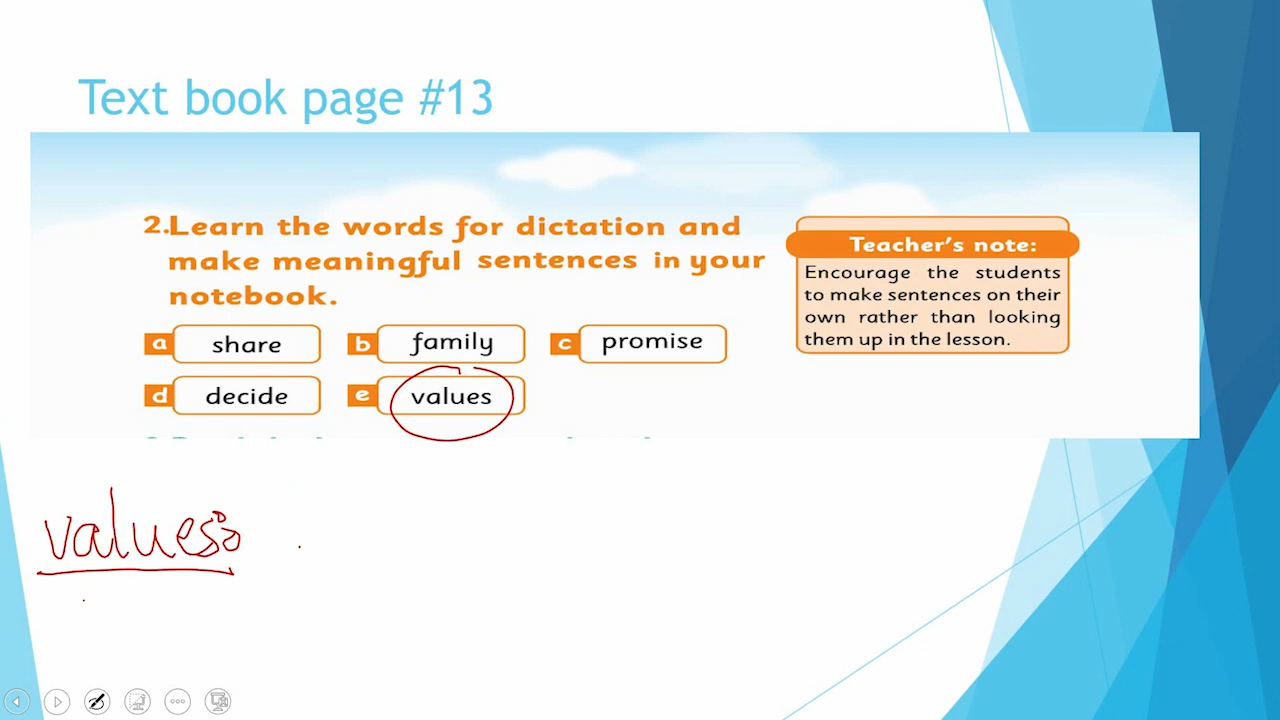 Text book page #13
2.Learn the words for dictation and
make meaningful sentences in your
notebook.
a share b family c promise
d decide e values
Teacher's note:
Encourage the students
to make sentences on their
own rather than looking
them up in the lesson.
values: